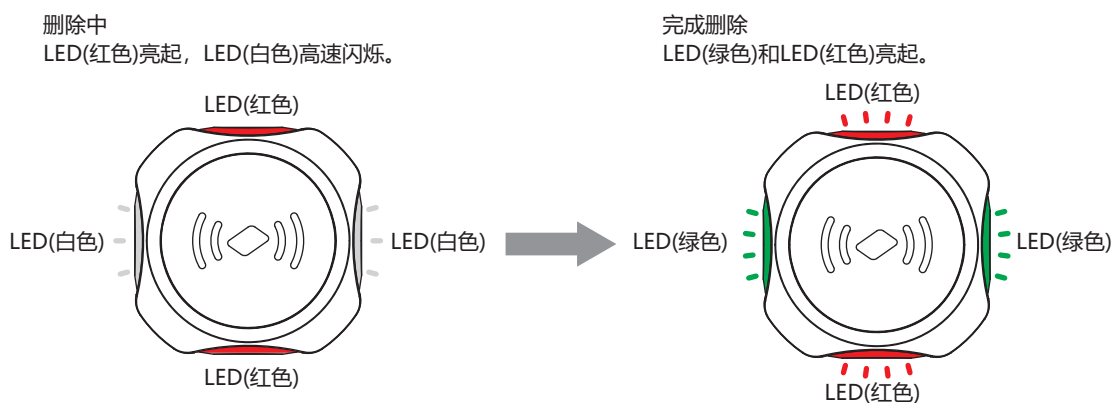 删除中
LED(红色)亮起，LED(白色)高速闪烁。
LED(红色)
LED(白色)
LED(白色)
LED(红色)
完成删除
LED(绿色)和LED(红色)亮起。
LED(红色)
LED(绿色)
LED(绿色)
LED(红色)